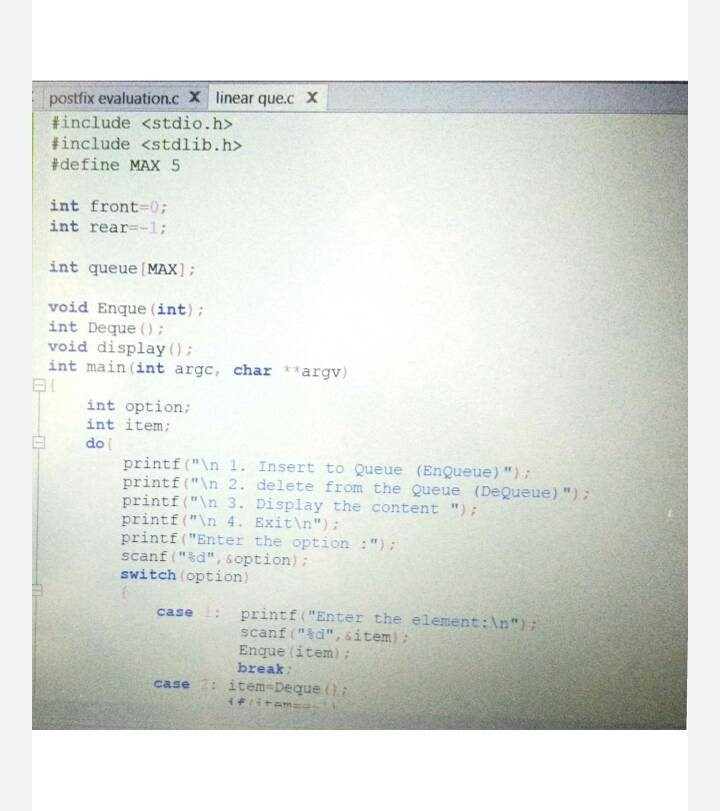 postfix evaluation.c X linear que.c X
#include <stdio.h>
#include <stdlib.h>
#define MAX 5
int front=0;
int rear=-1;
int queue[MAX];
void Enque(int);
int Deque();
void display();
int main(int argc, char **argv)
{
int option;
int item;
do{
printf("\n 1. Insert to Queue (EnQueue)");
printf("\n 2. delete from the Queue (DeQueue)");
printf("\n 3. Display the content ");
printf("\n 4. Exit\n");
printf("Enter the option :");
scanf("%d",&option);
switch(option)
{
case 1: printf("Enter the element:\n");
scanf("%d",&item);
Enque(item);
break;
case 2: item=Deque();
if(item==-1)